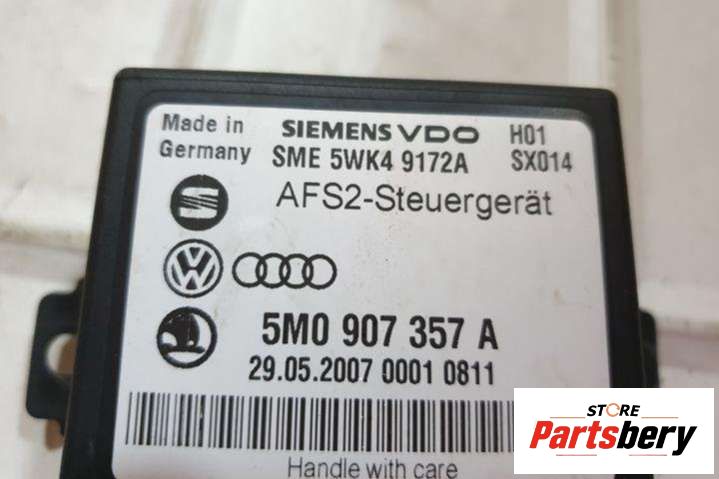 Made in Germany
SIEMENS VDO H01
SME 5WK4 9172A SX014
AFS2-Steuergerät
5M0 907 357 A
29.05.2007 0001 0811
Handle with care
STORE
Partsbery